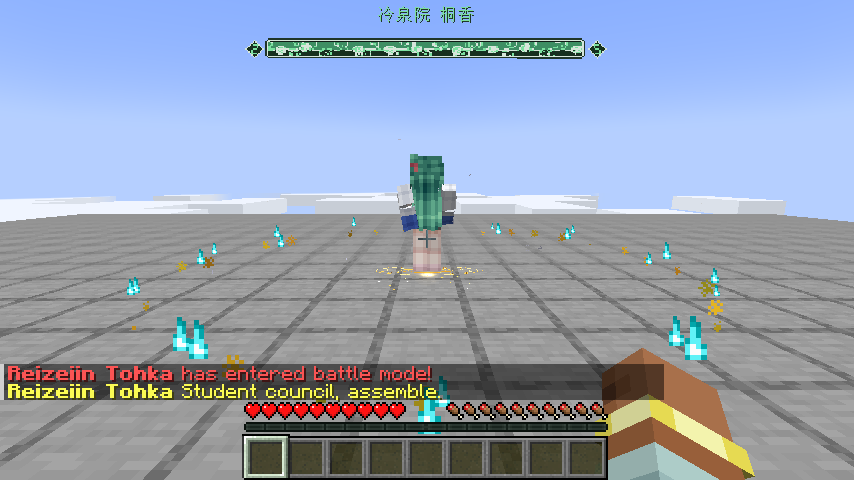 冷泉院 桐香
Reizeiin Tohka has entered battle mode!
Reizeiin Tohka Student council, assemble.